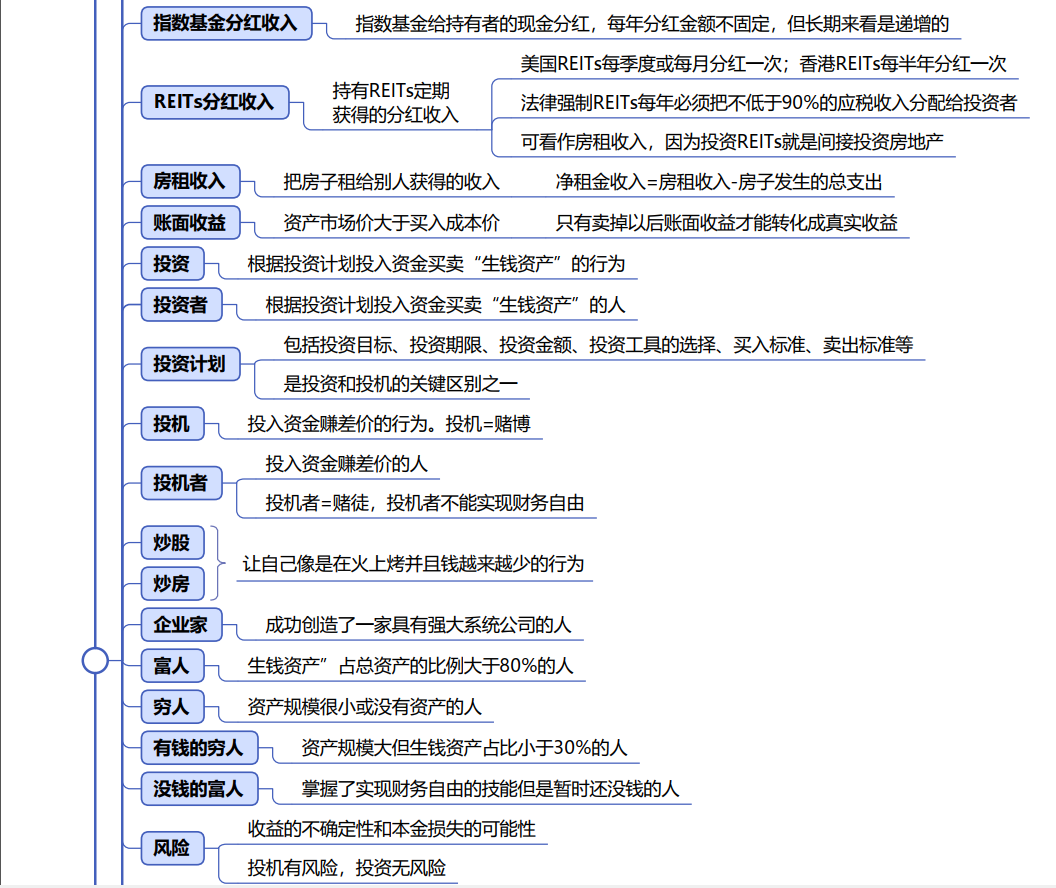 指数基金分红收入 指数基金给持有者的现金分红，每年分红金额不固定，但长期来看是递增的
REITs分红收入
持有REITs定期
获得的分红收入
美国REITs每季度或每月分红一次；香港REITs每半年分红一次
法律强制REITs每年必须把不低于90%的应税收入分配给投资者
可看作房租收入，因为投资REITs就是间接投资房地产
房租收入 把房子租给别人获得的收入 净租金收入=房租收入-房子发生的总支出
账面收益 资产市场价大于买入成本价 只有卖掉以后账面收益才能转化成真实收益
投资 根据投资计划投入资金买卖“生钱资产”的行为
投资者 根据投资计划投入资金买卖“生钱资产”的人
投资计划
包括投资目标、投资期限、投资金额、投资工具的选择、买入标准、卖出标准等
是投资和投机的关键区别之一
投机 投入资金赚差价的行为。投机=赌博
投机者
投入资金赚差价的人
投机者=赌徒，投机者不能实现财务自由
炒股
炒房
让自己像是在火上烤并且钱越来越少的行为
企业家 成功创造了一家具有强大系统公司的人
富人 生钱资产”占总资产的比例大于80%的人
穷人 资产规模很小或没有资产的人
有钱的穷人 资产规模大但生钱资产占比小于30%的人
没钱的富人 掌握了实现财务自由的技能但是暂时还没钱的人
风险
收益的不确定性和本金损失的可能性
投机有风险，投资无风险